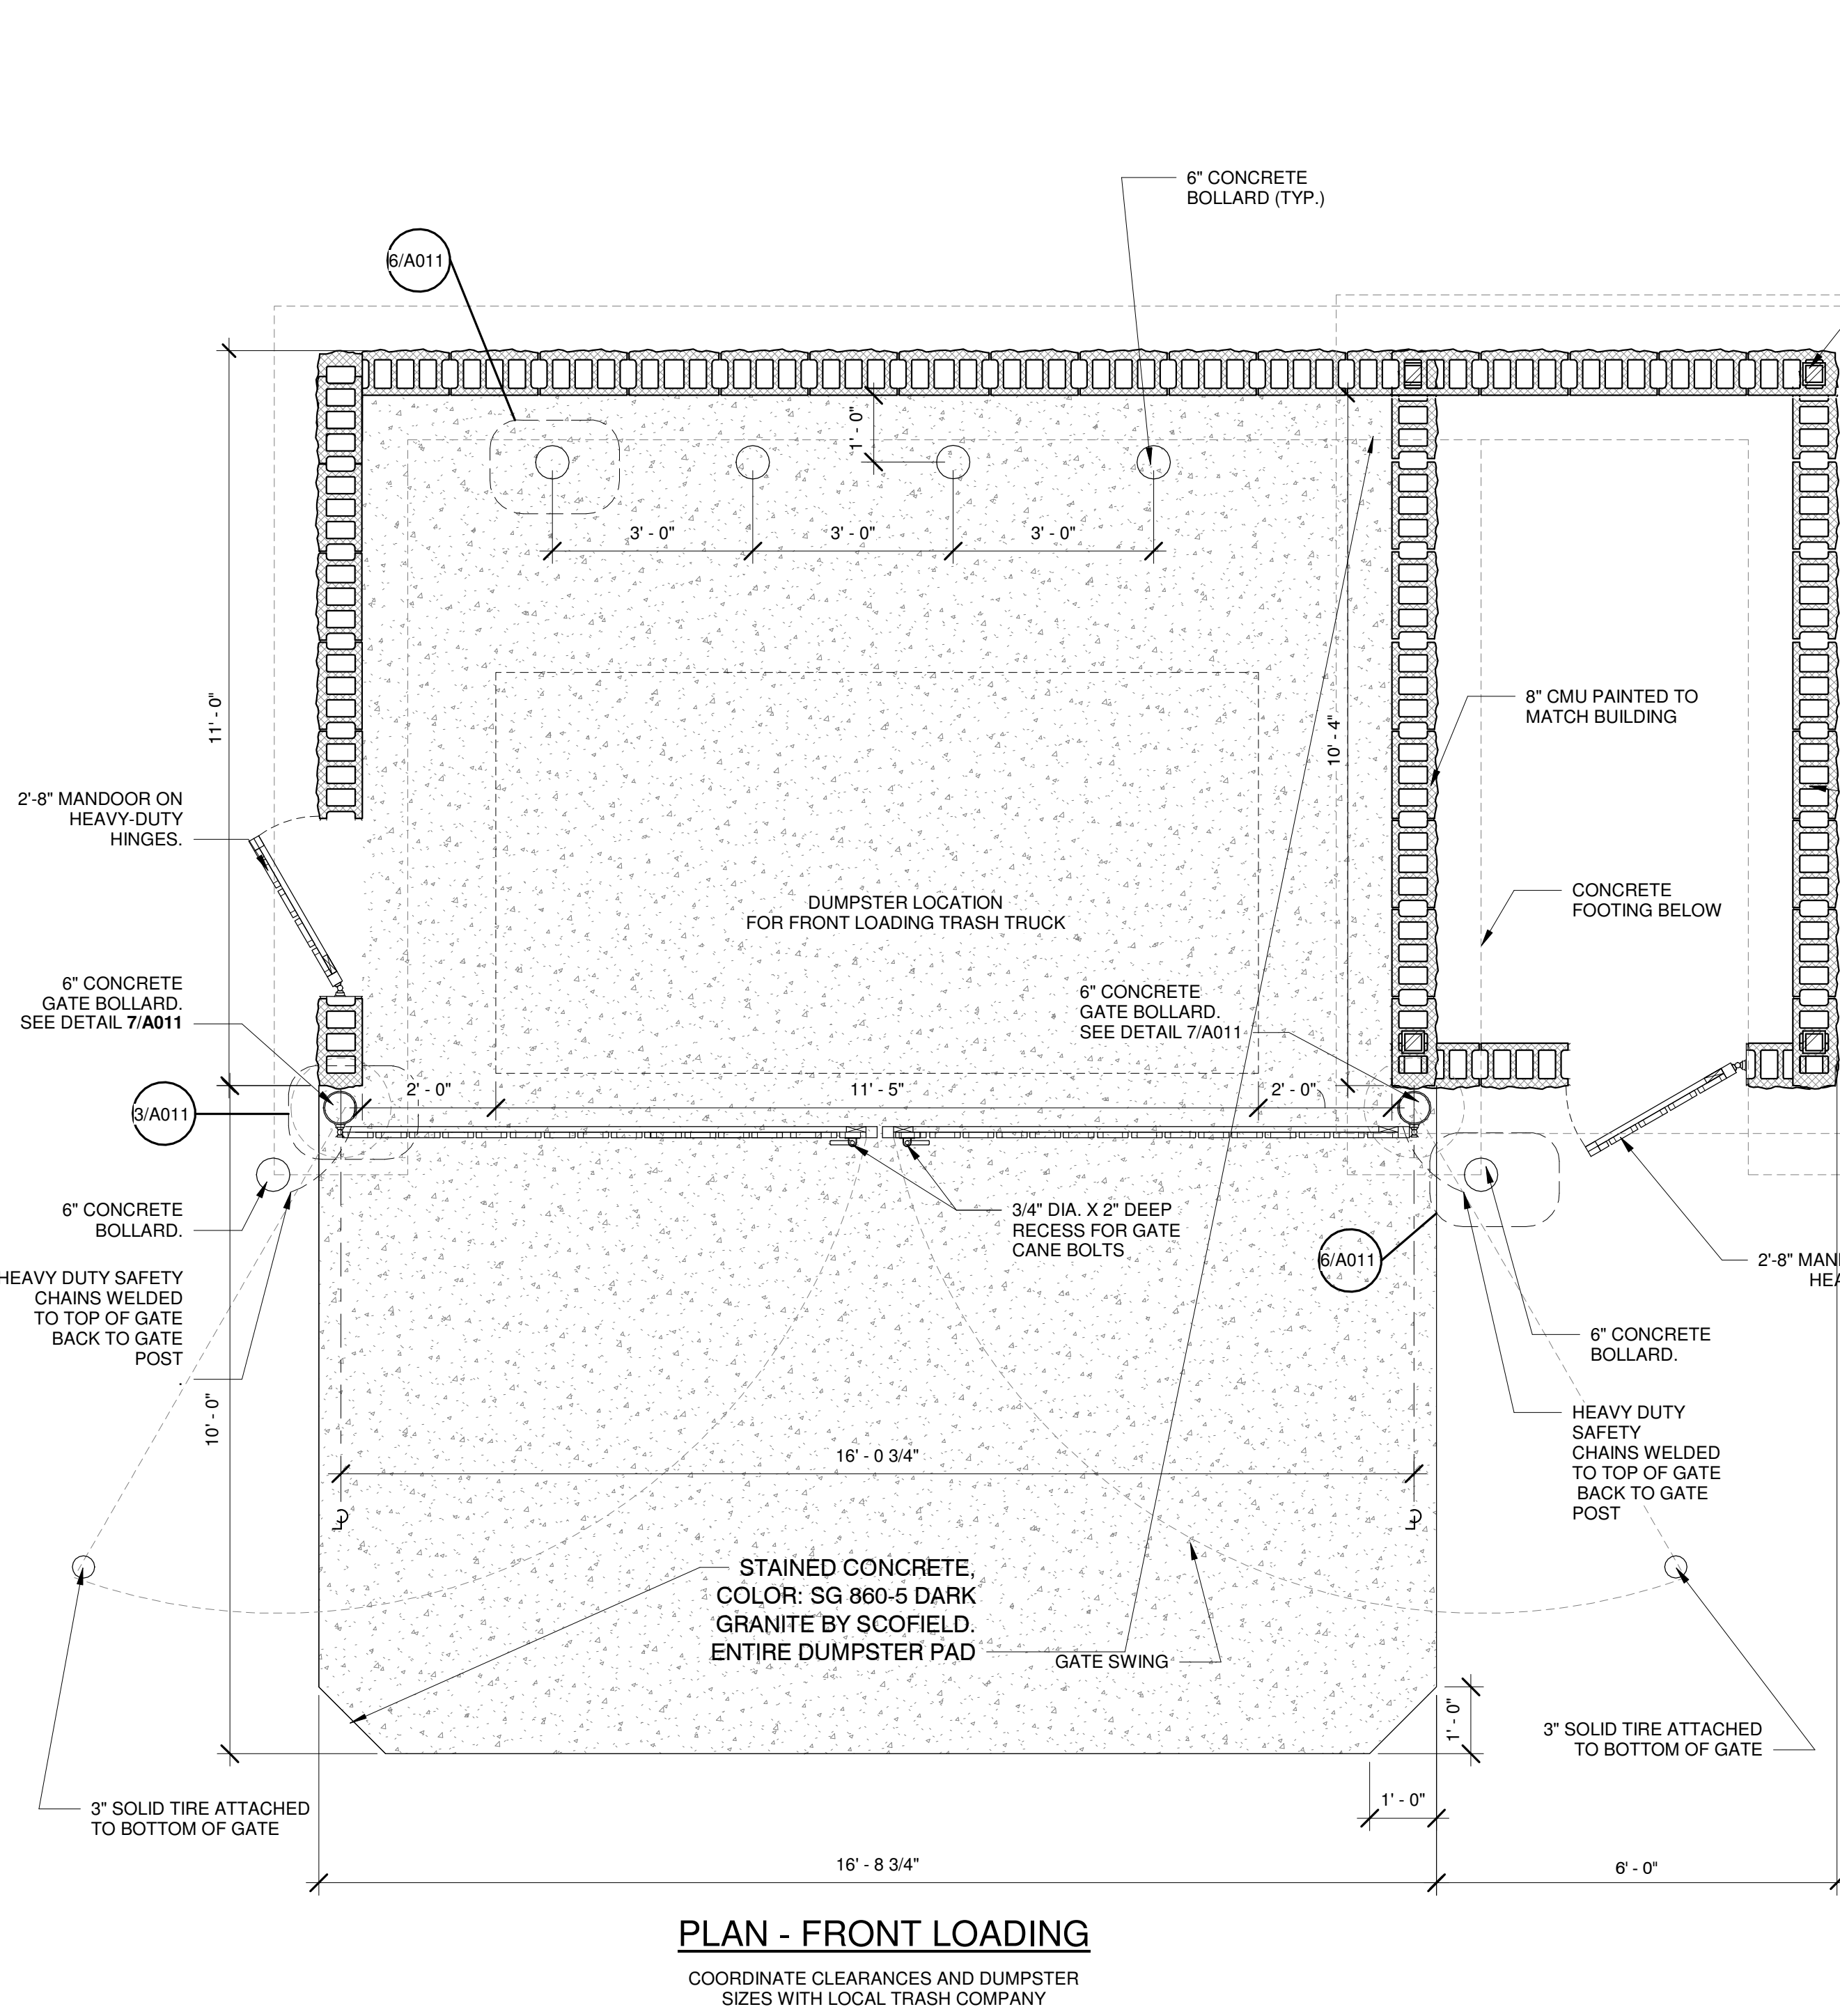 6" CONCRETE
BOLLARD (TYP.)
6/A011
1' - 0"
3' - 0"
3' - 0"
3' - 0"
11' - 0"
10' - 4"
8" CMU PAINTED TO
MATCH BUILDING
2'-8" MANDOOR ON
HEAVY-DUTY
HINGES.
DUMPSTER LOCATION
FOR FRONT LOADING TRASH TRUCK
CONCRETE
FOOTING BELOW
6" CONCRETE
GATE BOLLARD.
SEE DETAIL 7/A011
6" CONCRETE
GATE BOLLARD.
SEE DETAIL 7/A011
3/A011
2' - 0"
11' - 5"
2' - 0"
6" CONCRETE
BOLLARD.
3/4" DIA. X 2" DEEP
RECESS FOR GATE
CANE BOLTS
6/A011
2'-8" MAN
HEA
HEAVY DUTY SAFETY
CHAINS WELDED
TO TOP OF GATE
BACK TO GATE
POST
.
6" CONCRETE
BOLLARD.
10' - 0"
HEAVY DUTY
SAFETY
CHAINS WELDED
TO TOP OF GATE
BACK TO GATE
POST
16' - 0 3/4"
STAINED CONCRETE,
COLOR: SG 860-5 DARK
GRANITE BY SCOFIELD.
ENTIRE DUMPSTER PAD
GATE SWING
1' - 0"
3" SOLID TIRE ATTACHED
TO BOTTOM OF GATE
3" SOLID TIRE ATTACHED
TO BOTTOM OF GATE
1' - 0"
16' - 8 3/4"
6' - 0"
PLAN - FRONT LOADING
COORDINATE CLEARANCES AND DUMPSTER
SIZES WITH LOCAL TRASH COMPANY